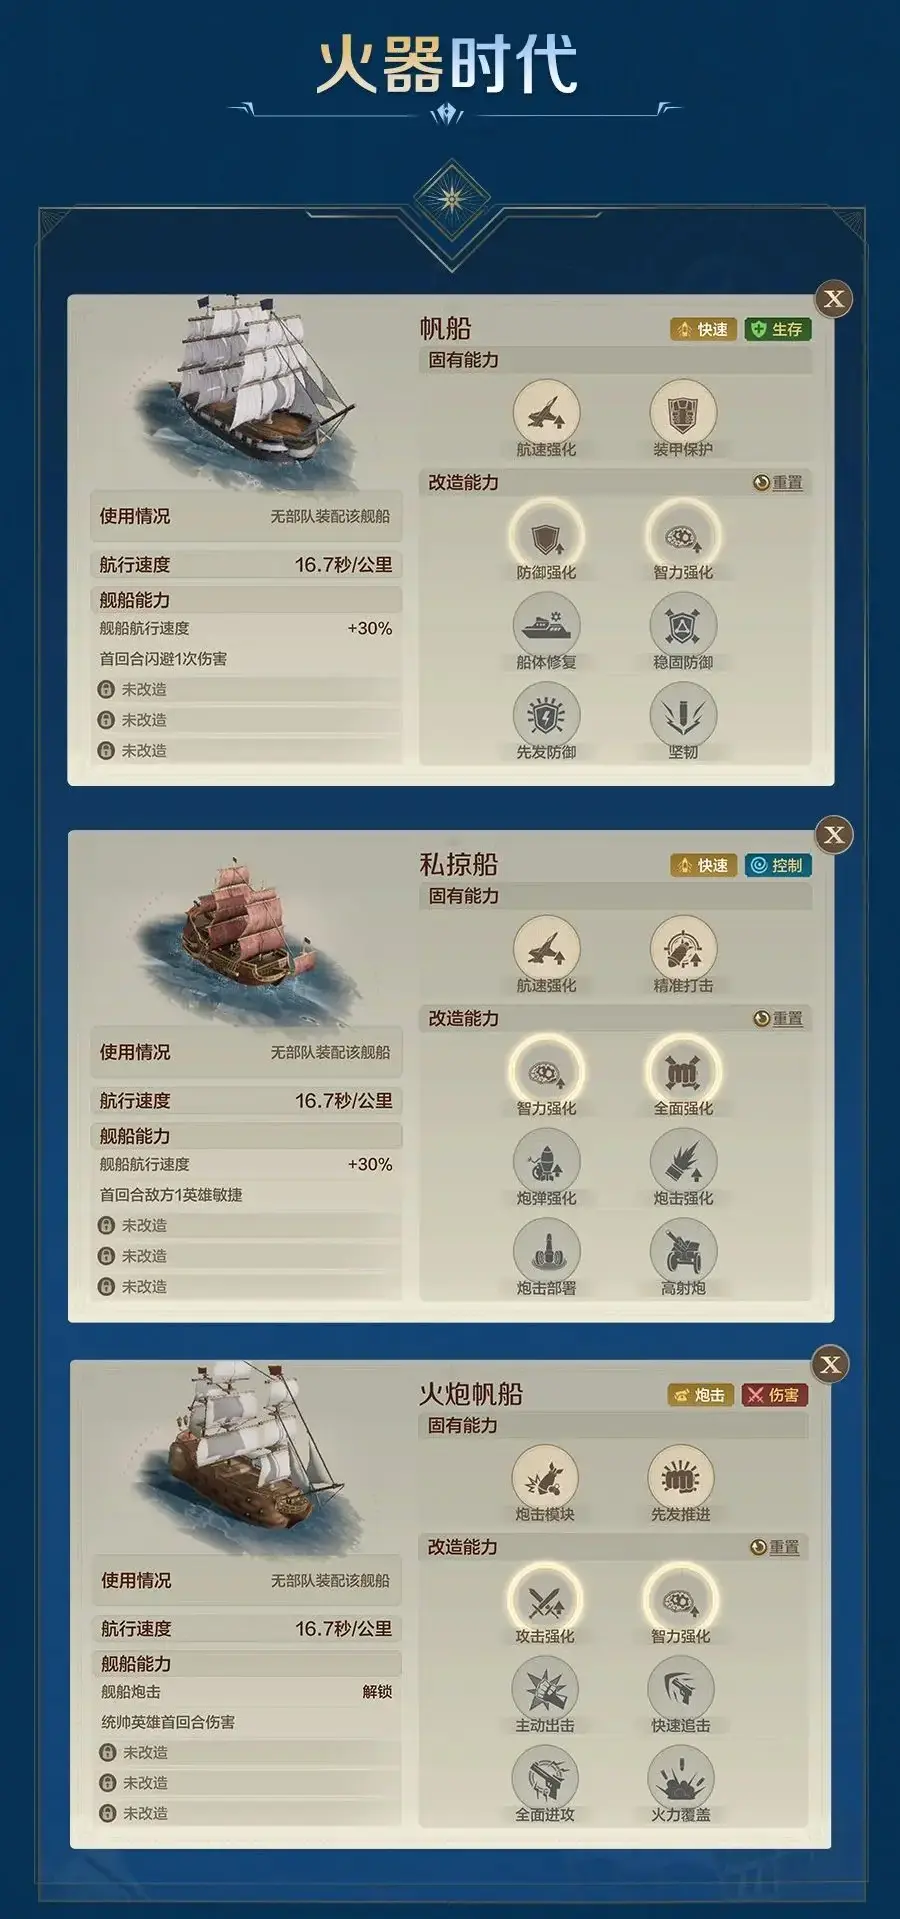 火器时代
X
帆船 快速 生存
固有能力
航速强化 装甲保护
改造能力 重置
防御强化 智力强化
船体修复 稳固防御
先发防御 坚韧
使用情况 无部队装配该舰船
航行速度 16.7秒/公里
舰船能力
舰船航行速度 +30%
首回合闪避1次伤害
未改造
未改造
未改造
X
私掠船 快速 控制
固有能力
航速强化 精准打击
改造能力 重置
智力强化 全面强化
炮弹强化 炮击强化
炮击部署 高射炮
使用情况 无部队装配该舰船
航行速度 16.7秒/公里
舰船能力
舰船航行速度 +30%
首回合敌方1英雄敏捷
未改造
未改造
未改造
X
火炮帆船 炮击 伤害
固有能力
炮击模块 先发推进
改造能力 重置
攻击强化 智力强化
主动出击 快速追击
全面进攻 火力覆盖
使用情况 无部队装配该舰船
航行速度 16.7秒/公里
舰船能力
舰船炮击 解锁
统帅英雄首回合伤害
未改造
未改造
未改造